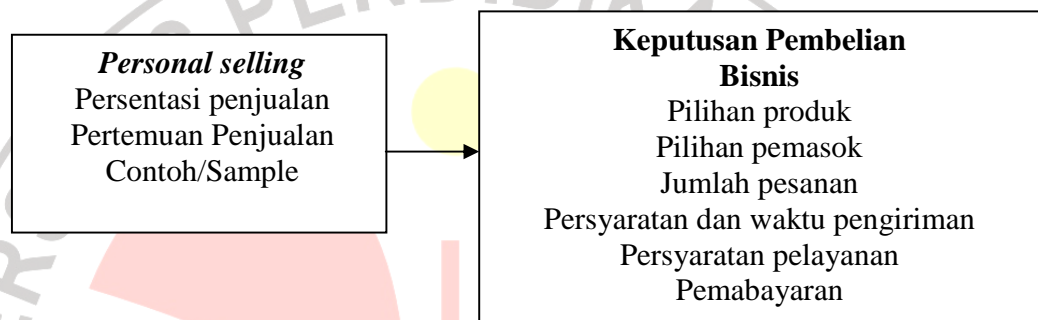 Personal selling
Persentasi penjualan
Pertemuan Penjualan
Contoh/Sample
Keputusan Pembelian
Bisnis
Pilihan produk
Pilihan pemasok
Jumlah pesanan
Persyaratan dan waktu pengiriman
Persyaratan pelayanan
Pemabayaran